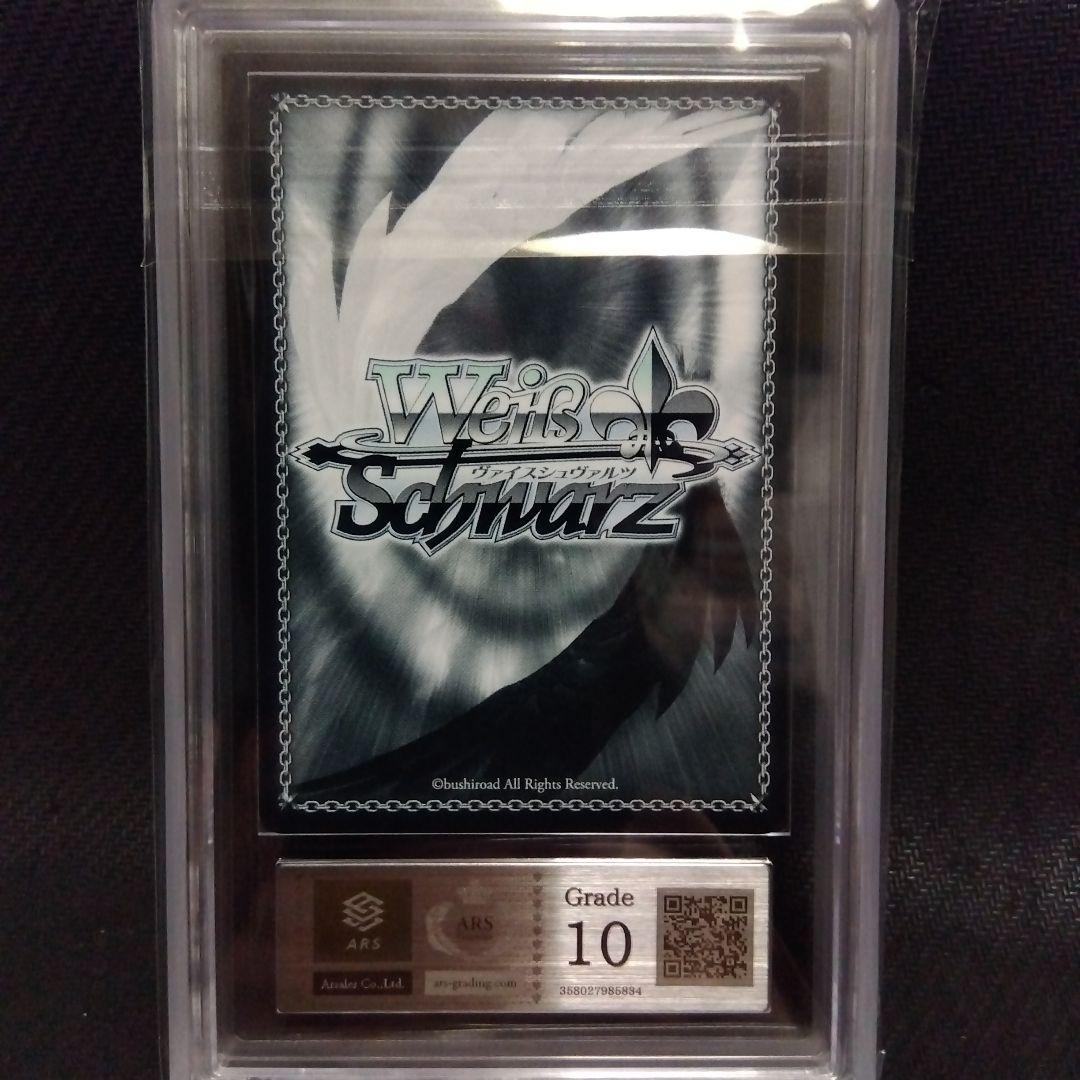 Weiß
ヴァイスシュヴァルツ
Schwarz
©bushiroad All Rights Reserved.
ARS
ARS
Grade
10
Arsales Co.,Ltd.
ars-grading.com
358027985834